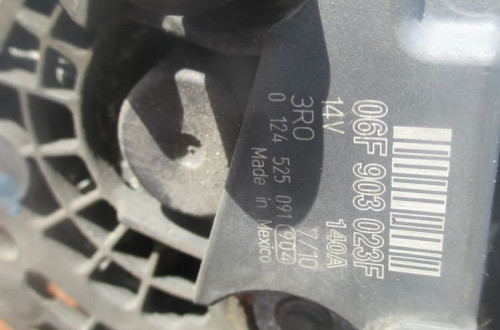 06F 903 023F
14V 140A
3R0 7/10
0 124 525 091 904
Made in Mexico